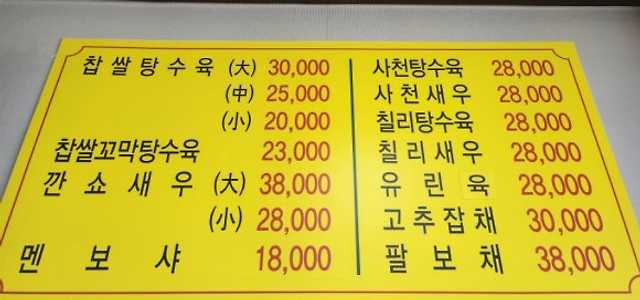 찹쌀탕수육 (大) 30,000
(中) 25,000
(小) 20,000
찹쌀꼬막탕수육 23,000
깐쇼새우 (大) 38,000
(小) 28,000
멘보샤 18,000
사천탕수육 28,000
사천새우 28,000
칠리탕수육 28,000
칠리새우 28,000
유린육 28,000
고추잡채 30,000
팔보채 38,000